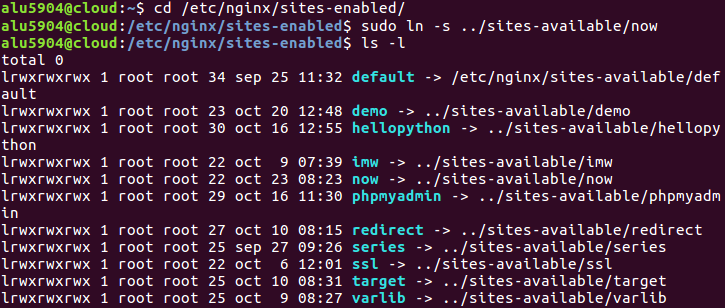 alu5904@cloud:~$ cd /etc/nginx/sites-enabled/
alu5904@cloud:/etc/nginx/sites-enabled$ sudo ln -s ../sites-available/now
alu5904@cloud:/etc/nginx/sites-enabled$ ls -l
total 0
lrwxrwxrwx 1 root root 34 sep 25 11:32 default -> /etc/nginx/sites-available/def
ault
lrwxrwxrwx 1 root root 23 oct 20 12:48 demo -> ../sites-available/demo
lrwxrwxrwx 1 root root 30 oct 16 12:55 hellopython -> ../sites-available/hellopy
thon
lrwxrwxrwx 1 root root 22 oct  9 07:39 imw -> ../sites-available/imw
lrwxrwxrwx 1 root root 22 oct 23 08:23 now -> ../sites-available/now
lrwxrwxrwx 1 root root 29 oct 16 11:30 phpmyadmin -> ../sites-available/phpmyadm
in
lrwxrwxrwx 1 root root 27 oct 10 08:15 redirect -> ../sites-available/redirect
lrwxrwxrwx 1 root root 25 sep 27 09:26 series -> ../sites-available/series
lrwxrwxrwx 1 root root 22 oct  6 12:01 ssl -> ../sites-available/ssl
lrwxrwxrwx 1 root root 25 oct 10 08:31 target -> ../sites-available/target
lrwxrwxrwx 1 root root 25 oct  9 08:27 varlib -> ../sites-available/varlib